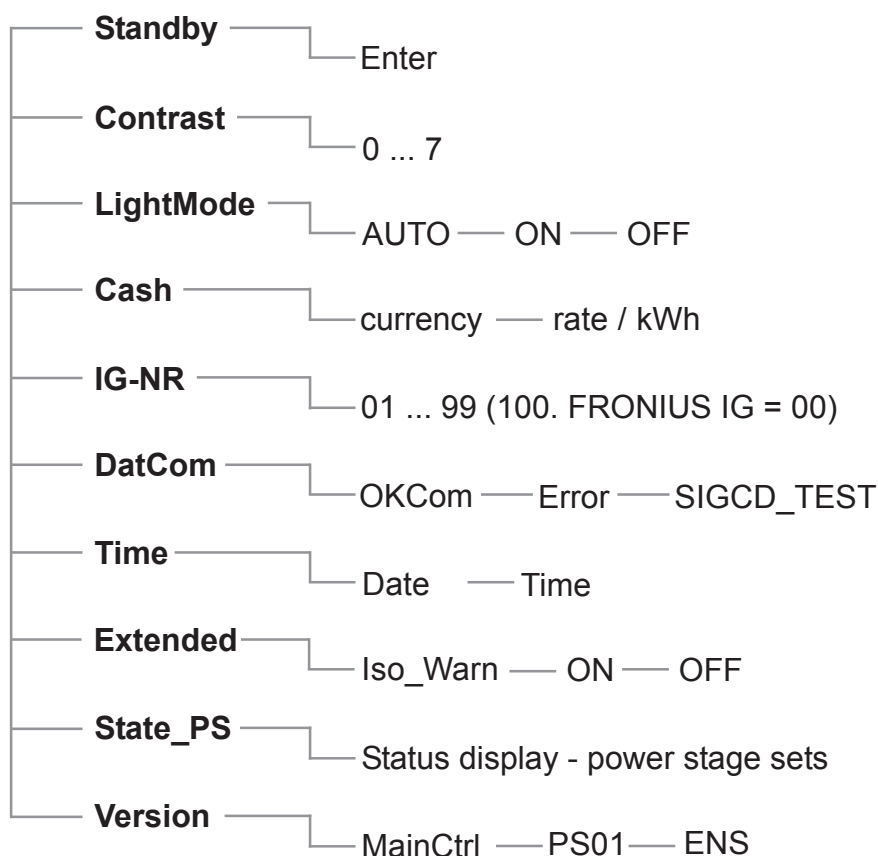 Standby
Enter
Contrast
0 ... 7
LightMode
AUTO ON OFF
Cash
currency rate / kWh
IG-NR
01 ... 99 (100. FRONIUS IG = 00)
DatCom
OKCom Error SIGCD_TEST
Time
Date Time
Extended
Iso_Warn ON OFF
State_PS
Status display - power stage sets
Version
MainCtrl PS01 ENS